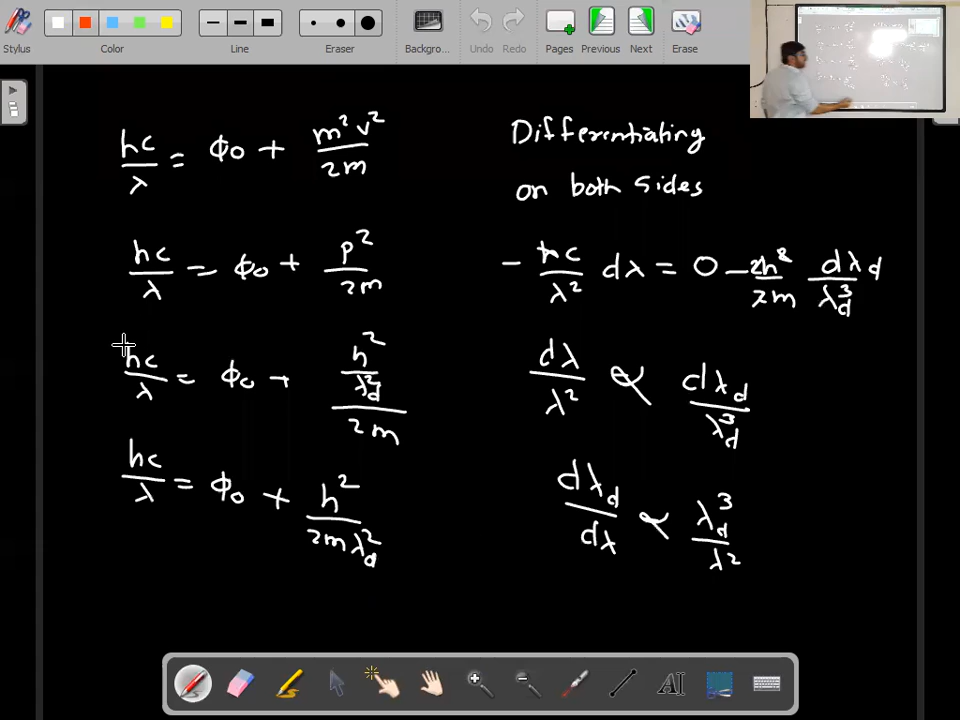 Stylus Color Line Eraser Backgro... Undo Redo Pages Previous Next Erase
hc/λ = ϕ0 + m²v²/2m
hc/λ = ϕ0 + p²/2m
hc/λ = ϕ0 + (h²/λd²)/2m
hc/λ = ϕ0 + h²/2mλd²
Differentiating
on both sides
- hc/λ² dλ = 0 - 2h²/2m dλd/λd³
dλ/λ² ∝ dλd/λd³
dλd/dλ ∝ λd³/λ²